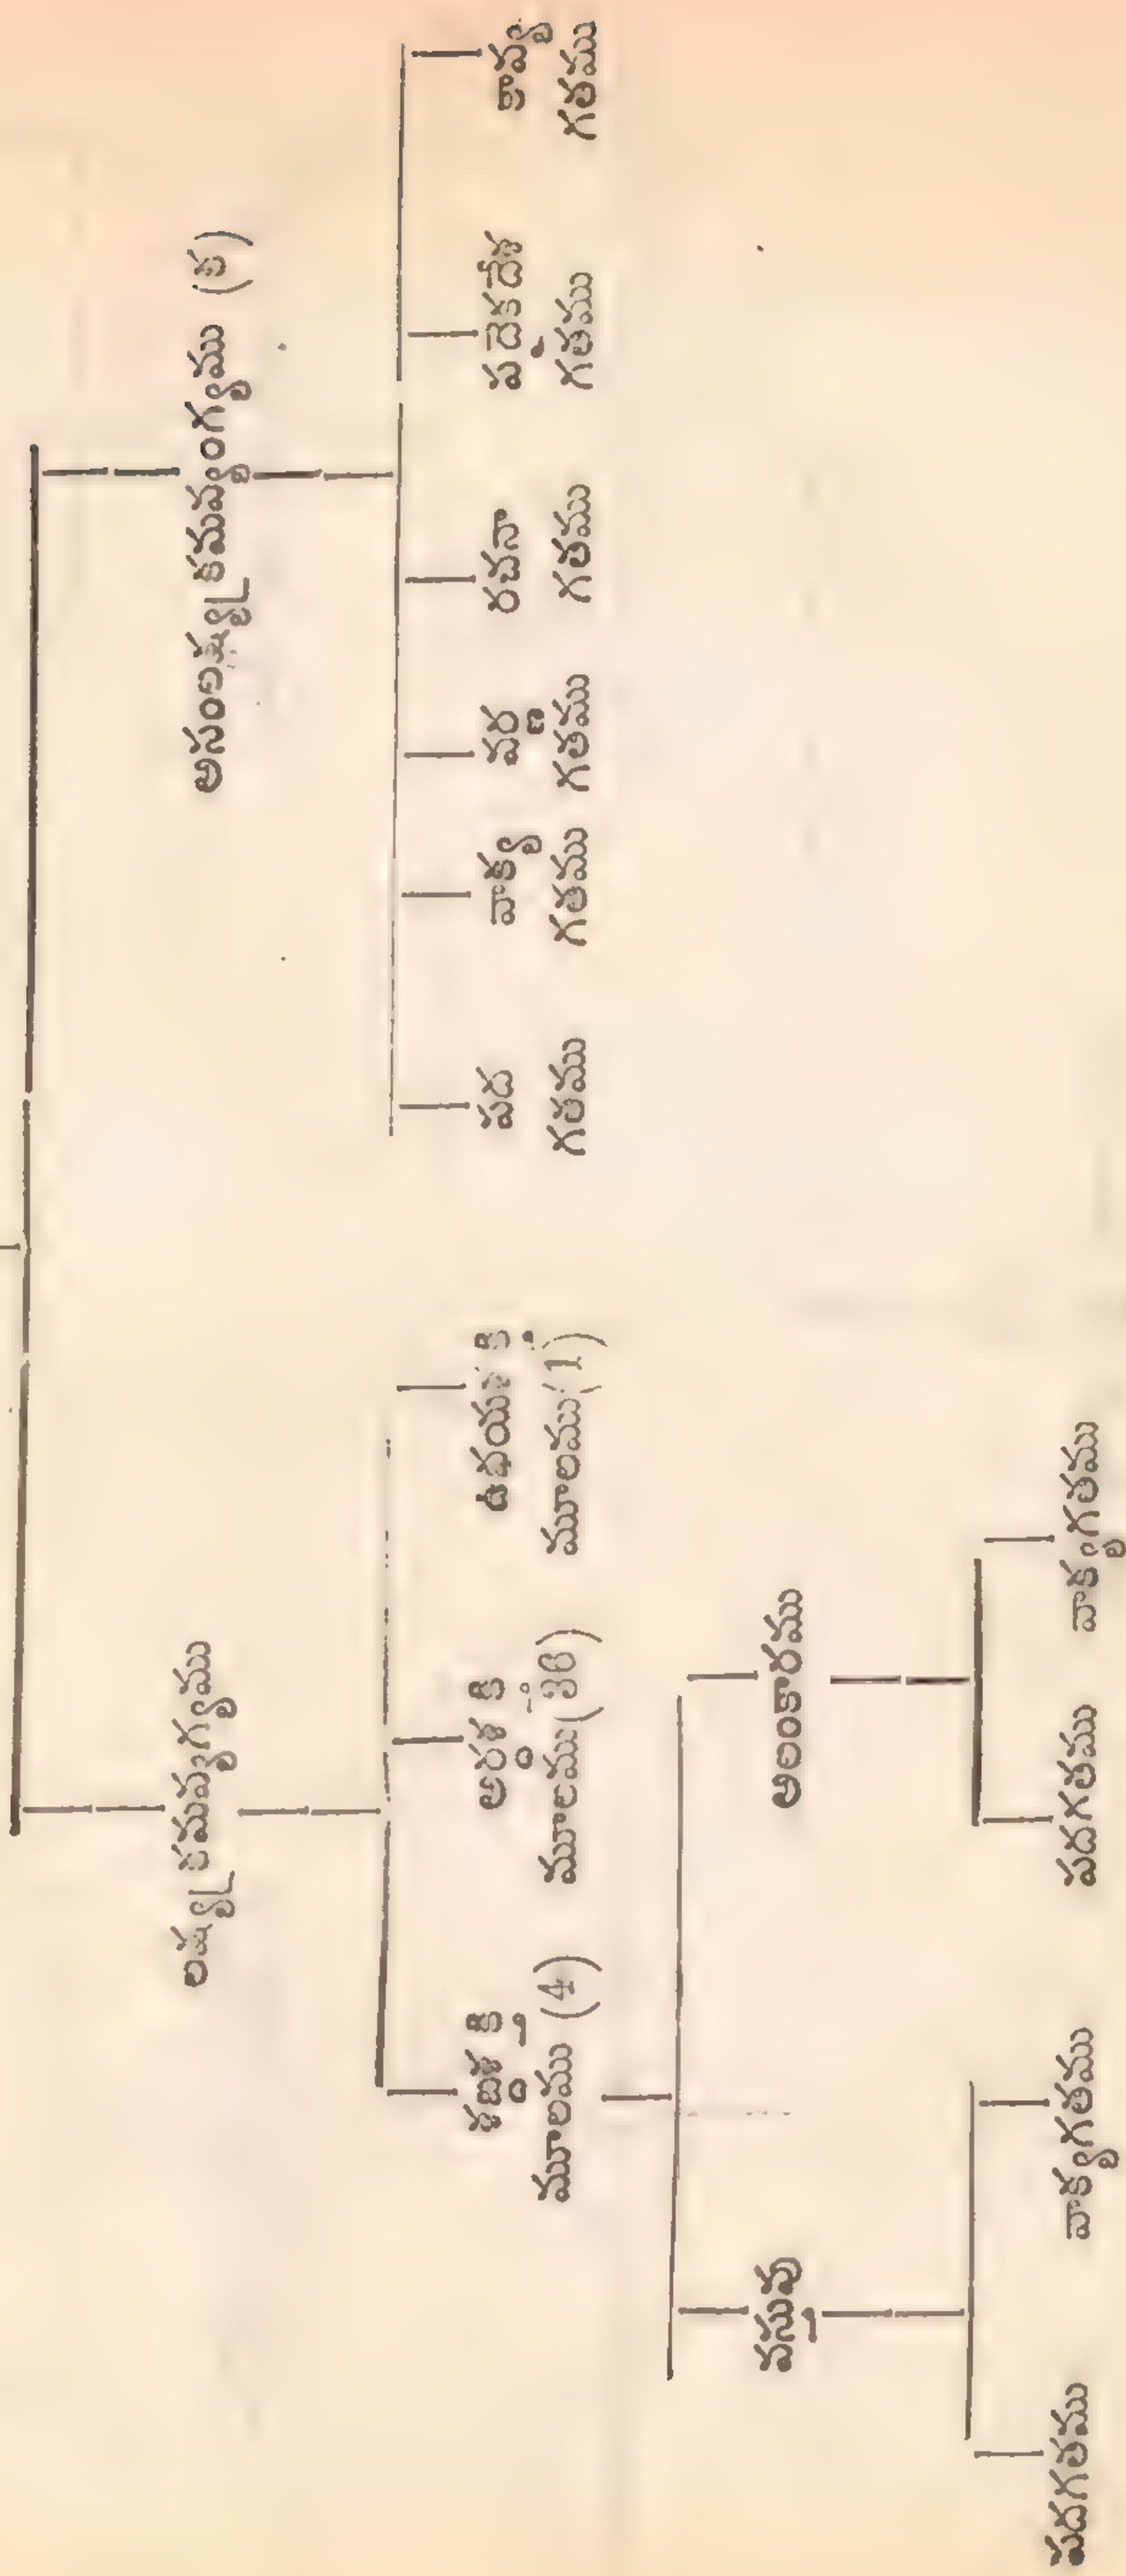 లక్ష్యక్రమవ్యంగ్యము అసంలక్ష్యక్రమవ్యంగ్యము (క)
శబ్దశక్తి అర్థశక్తి ఉభయశక్తి పద వాక్య వర్ణ రచనా పదైకదేశ కావ్య
మూలము (4) మూలము(36) మూలము(1) గతము గతము గతము గతము గతము గతము
వస్తువు అలంకారము
పదగతము వాక్యగతము పదగతము వాక్యగతము